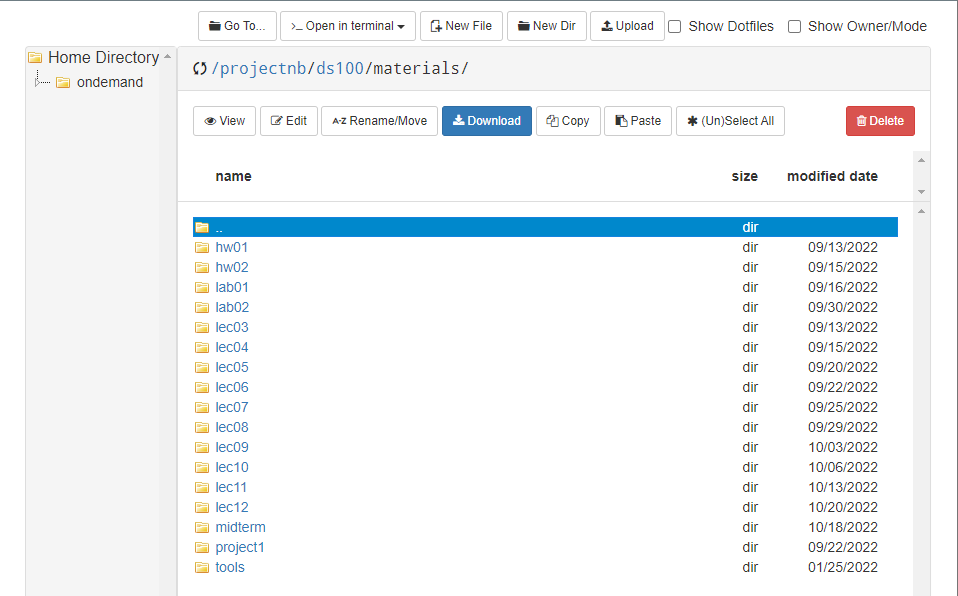 Go To... >_ Open in terminal New File New Dir Upload Show Dotfiles Show Owner/Mode
Home Directory
ondemand
/projectnb/ds100/materials/
View Edit A-Z Rename/Move Download Copy Paste (Un)Select All Delete
name size modified date
.. dir
hw01 dir 09/13/2022
hw02 dir 09/15/2022
lab01 dir 09/16/2022
lab02 dir 09/30/2022
lec03 dir 09/13/2022
lec04 dir 09/15/2022
lec05 dir 09/20/2022
lec06 dir 09/22/2022
lec07 dir 09/25/2022
lec08 dir 09/29/2022
lec09 dir 10/03/2022
lec10 dir 10/06/2022
lec11 dir 10/13/2022
lec12 dir 10/20/2022
midterm dir 10/18/2022
project1 dir 09/22/2022
tools dir 01/25/2022